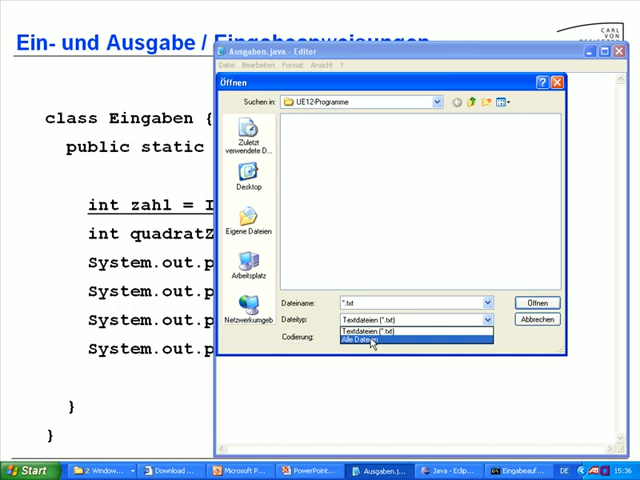 Ein- und Ausgabe / Eingabeanweisungen
CARL
VON
Ausgaben.java - Editor
Datei Bearbeiten Format Ansicht ?
Öffnen
Suchen in: UE12-Programme
class Eingaben {
public static
int zahl = I
int quadratZ
System.out.p
System.out.p
System.out.p
System.out.p
}
}
Zuletzt
verwendete D...
Desktop
Eigene Dateien
Arbeitsplatz
Netzwerkumgeb
Dateiname: *.txt Öffnen
Dateityp: Textdateien (*.txt) Abbrechen
Textdateien (*.txt)
Codierung: Alle Dateien
Start 2 Window... Download ... Microsoft P... PowerPoint... Ausgaben.j... Java - Eclip... Eingabeauf... DE 15:36